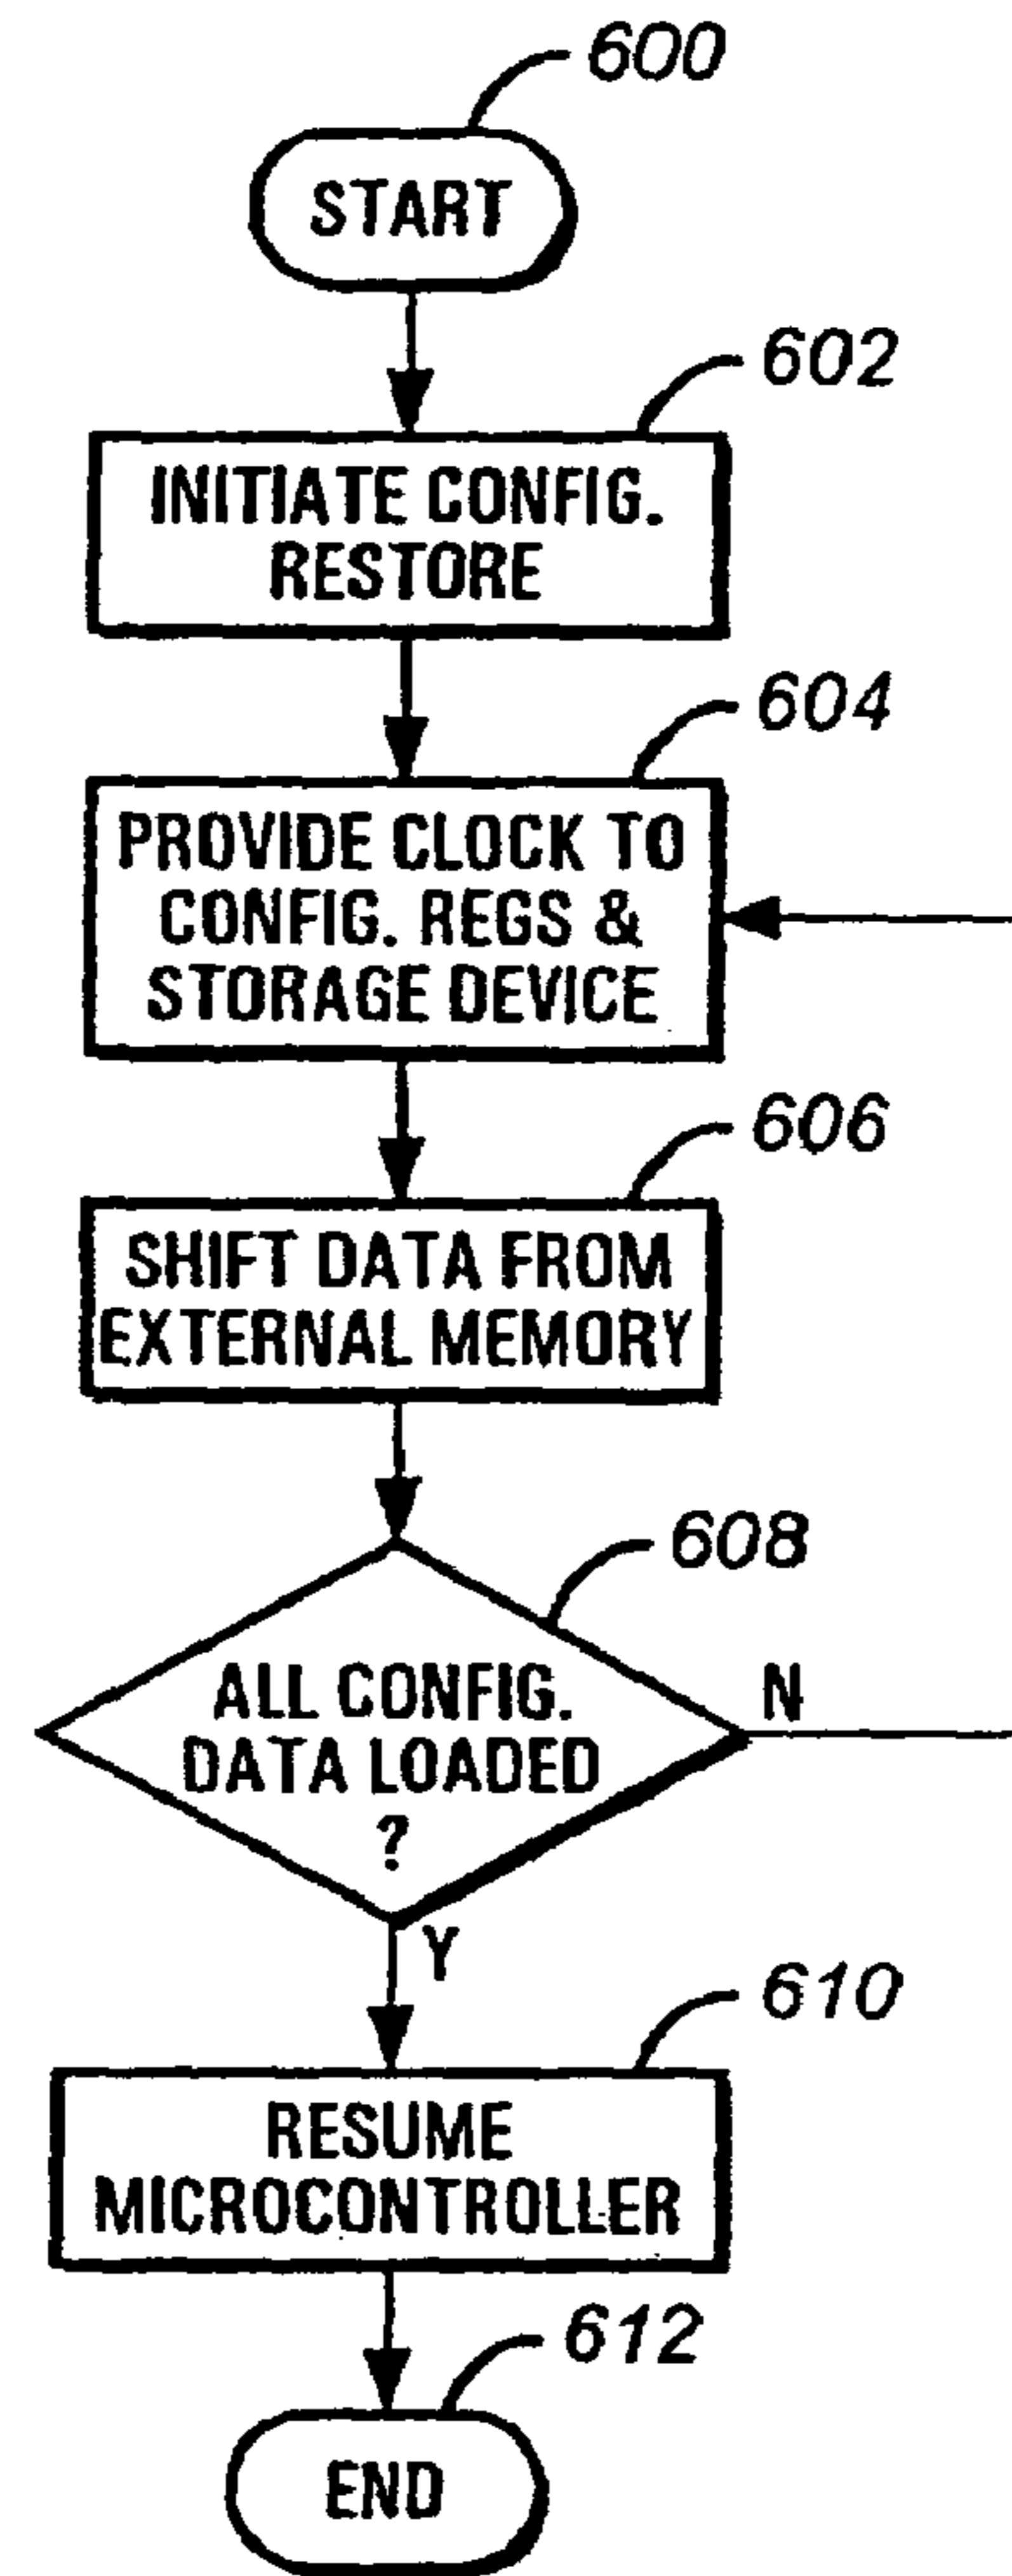 600
START
602
INITIATE CONFIG.
RESTORE
604
PROVIDE CLOCK TO
CONFIG. REGS &
STORAGE DEVICE
606
SHIFT DATA FROM
EXTERNAL MEMORY
608
ALL CONFIG.
DATA LOADED
?
N
Y
610
RESUME
MICROCONTROLLER
612
END